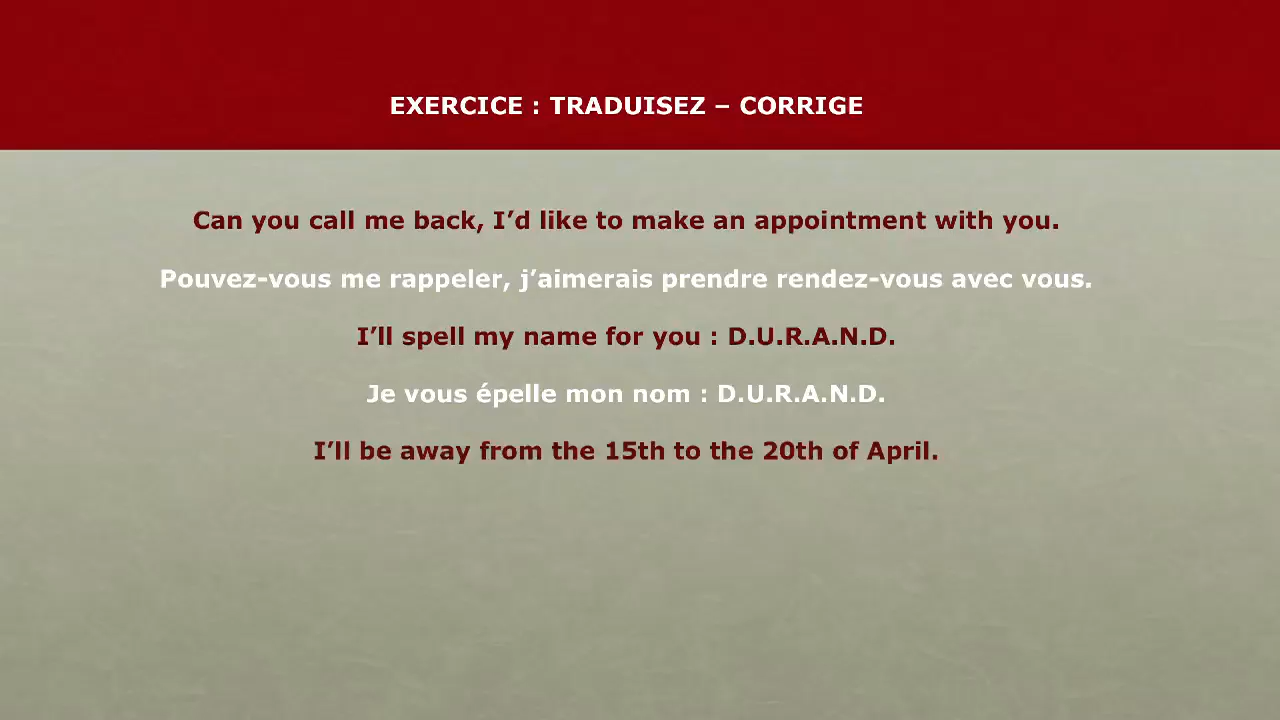 EXERCICE : TRADUISEZ – CORRIGE
Can you call me back, I’d like to make an appointment with you.
Pouvez-vous me rappeler, j’aimerais prendre rendez-vous avec vous.
I’ll spell my name for you : D.U.R.A.N.D.
Je vous épelle mon nom : D.U.R.A.N.D.
I’ll be away from the 15th to the 20th of April.